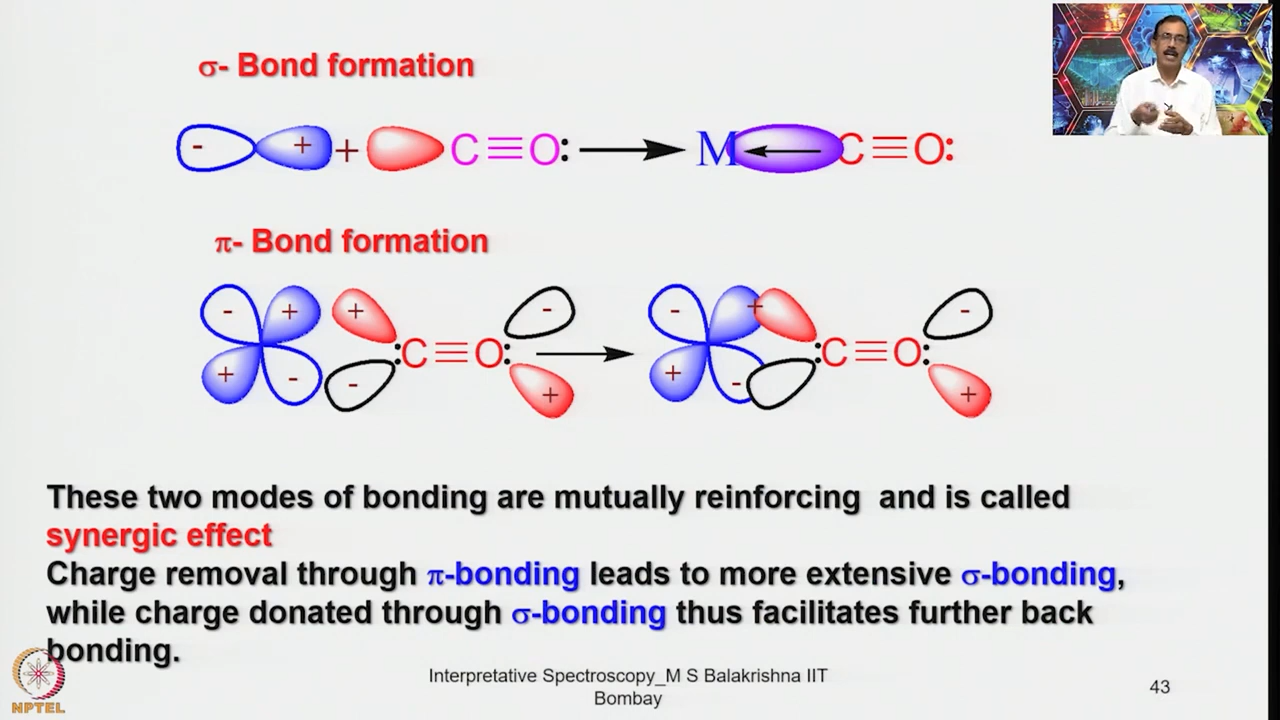 σ- Bond formation
- + + C≡O: → M ← C≡O:
π- Bond formation
- + + - - +
:C≡O: → :C≡O:
+ - - + + - - +
These two modes of bonding are mutually reinforcing and is called
synergic effect
Charge removal through π-bonding leads to more extensive σ-bonding,
while charge donated through σ-bonding thus facilitates further back
bonding.
Interpretative Spectroscopy_M S Balakrishna IIT
Bombay
43
NPTEL